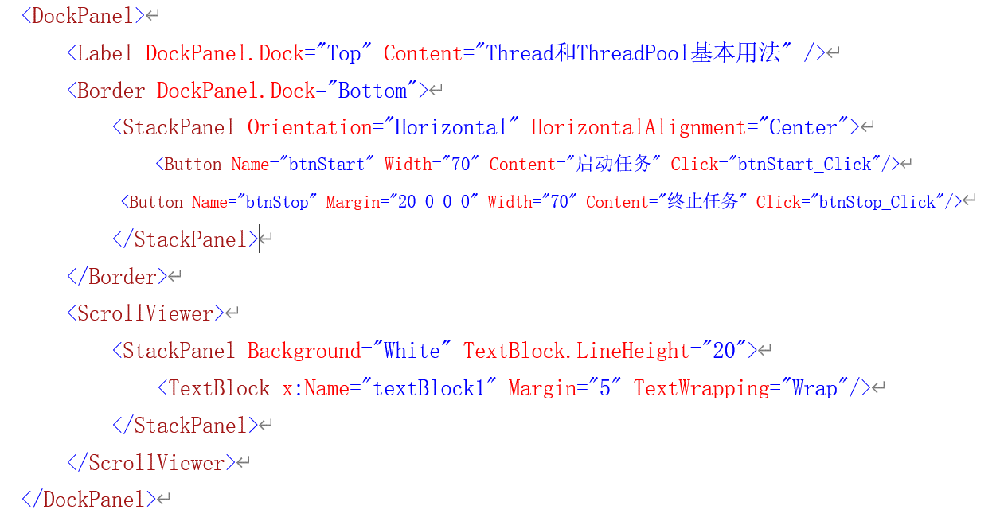 <DockPanel>↵
<Label DockPanel.Dock="Top" Content="Thread和ThreadPool基本用法" />↵
<Border DockPanel.Dock="Bottom">↵
<StackPanel Orientation="Horizontal" HorizontalAlignment="Center">↵
<Button Name="btnStart" Width="70" Content="启动任务" Click="btnStart_Click"/>↵
<Button Name="btnStop" Margin="20 0 0 0" Width="70" Content="终止任务" Click="btnStop_Click"/>↵
</StackPanel>↵
</Border>↵
<ScrollViewer>↵
<StackPanel Background="White" TextBlock.LineHeight="20">↵
<TextBlock x:Name="textBlock1" Margin="5" TextWrapping="Wrap"/>↵
</StackPanel>↵
</ScrollViewer>↵
</DockPanel>↵